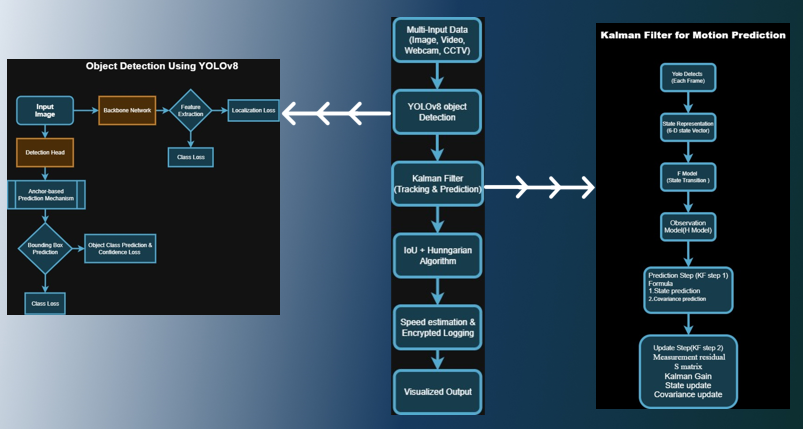 Object Detection Using YOLOv8
Input
Image
Backbone Network
Feature
Extraction
Localization Loss
Class Loss
Detection Head
Anchor-based
Prediction Mechanism
Bounding Box
Prediction
Object Class Prediction &
Confidence Loss
Class Loss
Multi-Input Data
(Image, Video,
Webcam, CCTV)
YOLOv8 object
Detection
Kalman Filter
(Tracking & Prediction)
IoU + Hunngarian
Algorithm
Speed estimation &
Encrypted Logging
Visualized Output
Kalman Filter for Motion Prediction
Yolo Detects
(Each Frame)
State Representation
(6-D state Vector)
F Model
(State Transition )
Observation
Model(H Model)
Prediction Step (KF step 1)
Formula
1.State prediction
2.Covariance prediction
Update Step(KF step 2)
Measurement residual
S matrix
Kalman Gain
State update
Covariance update